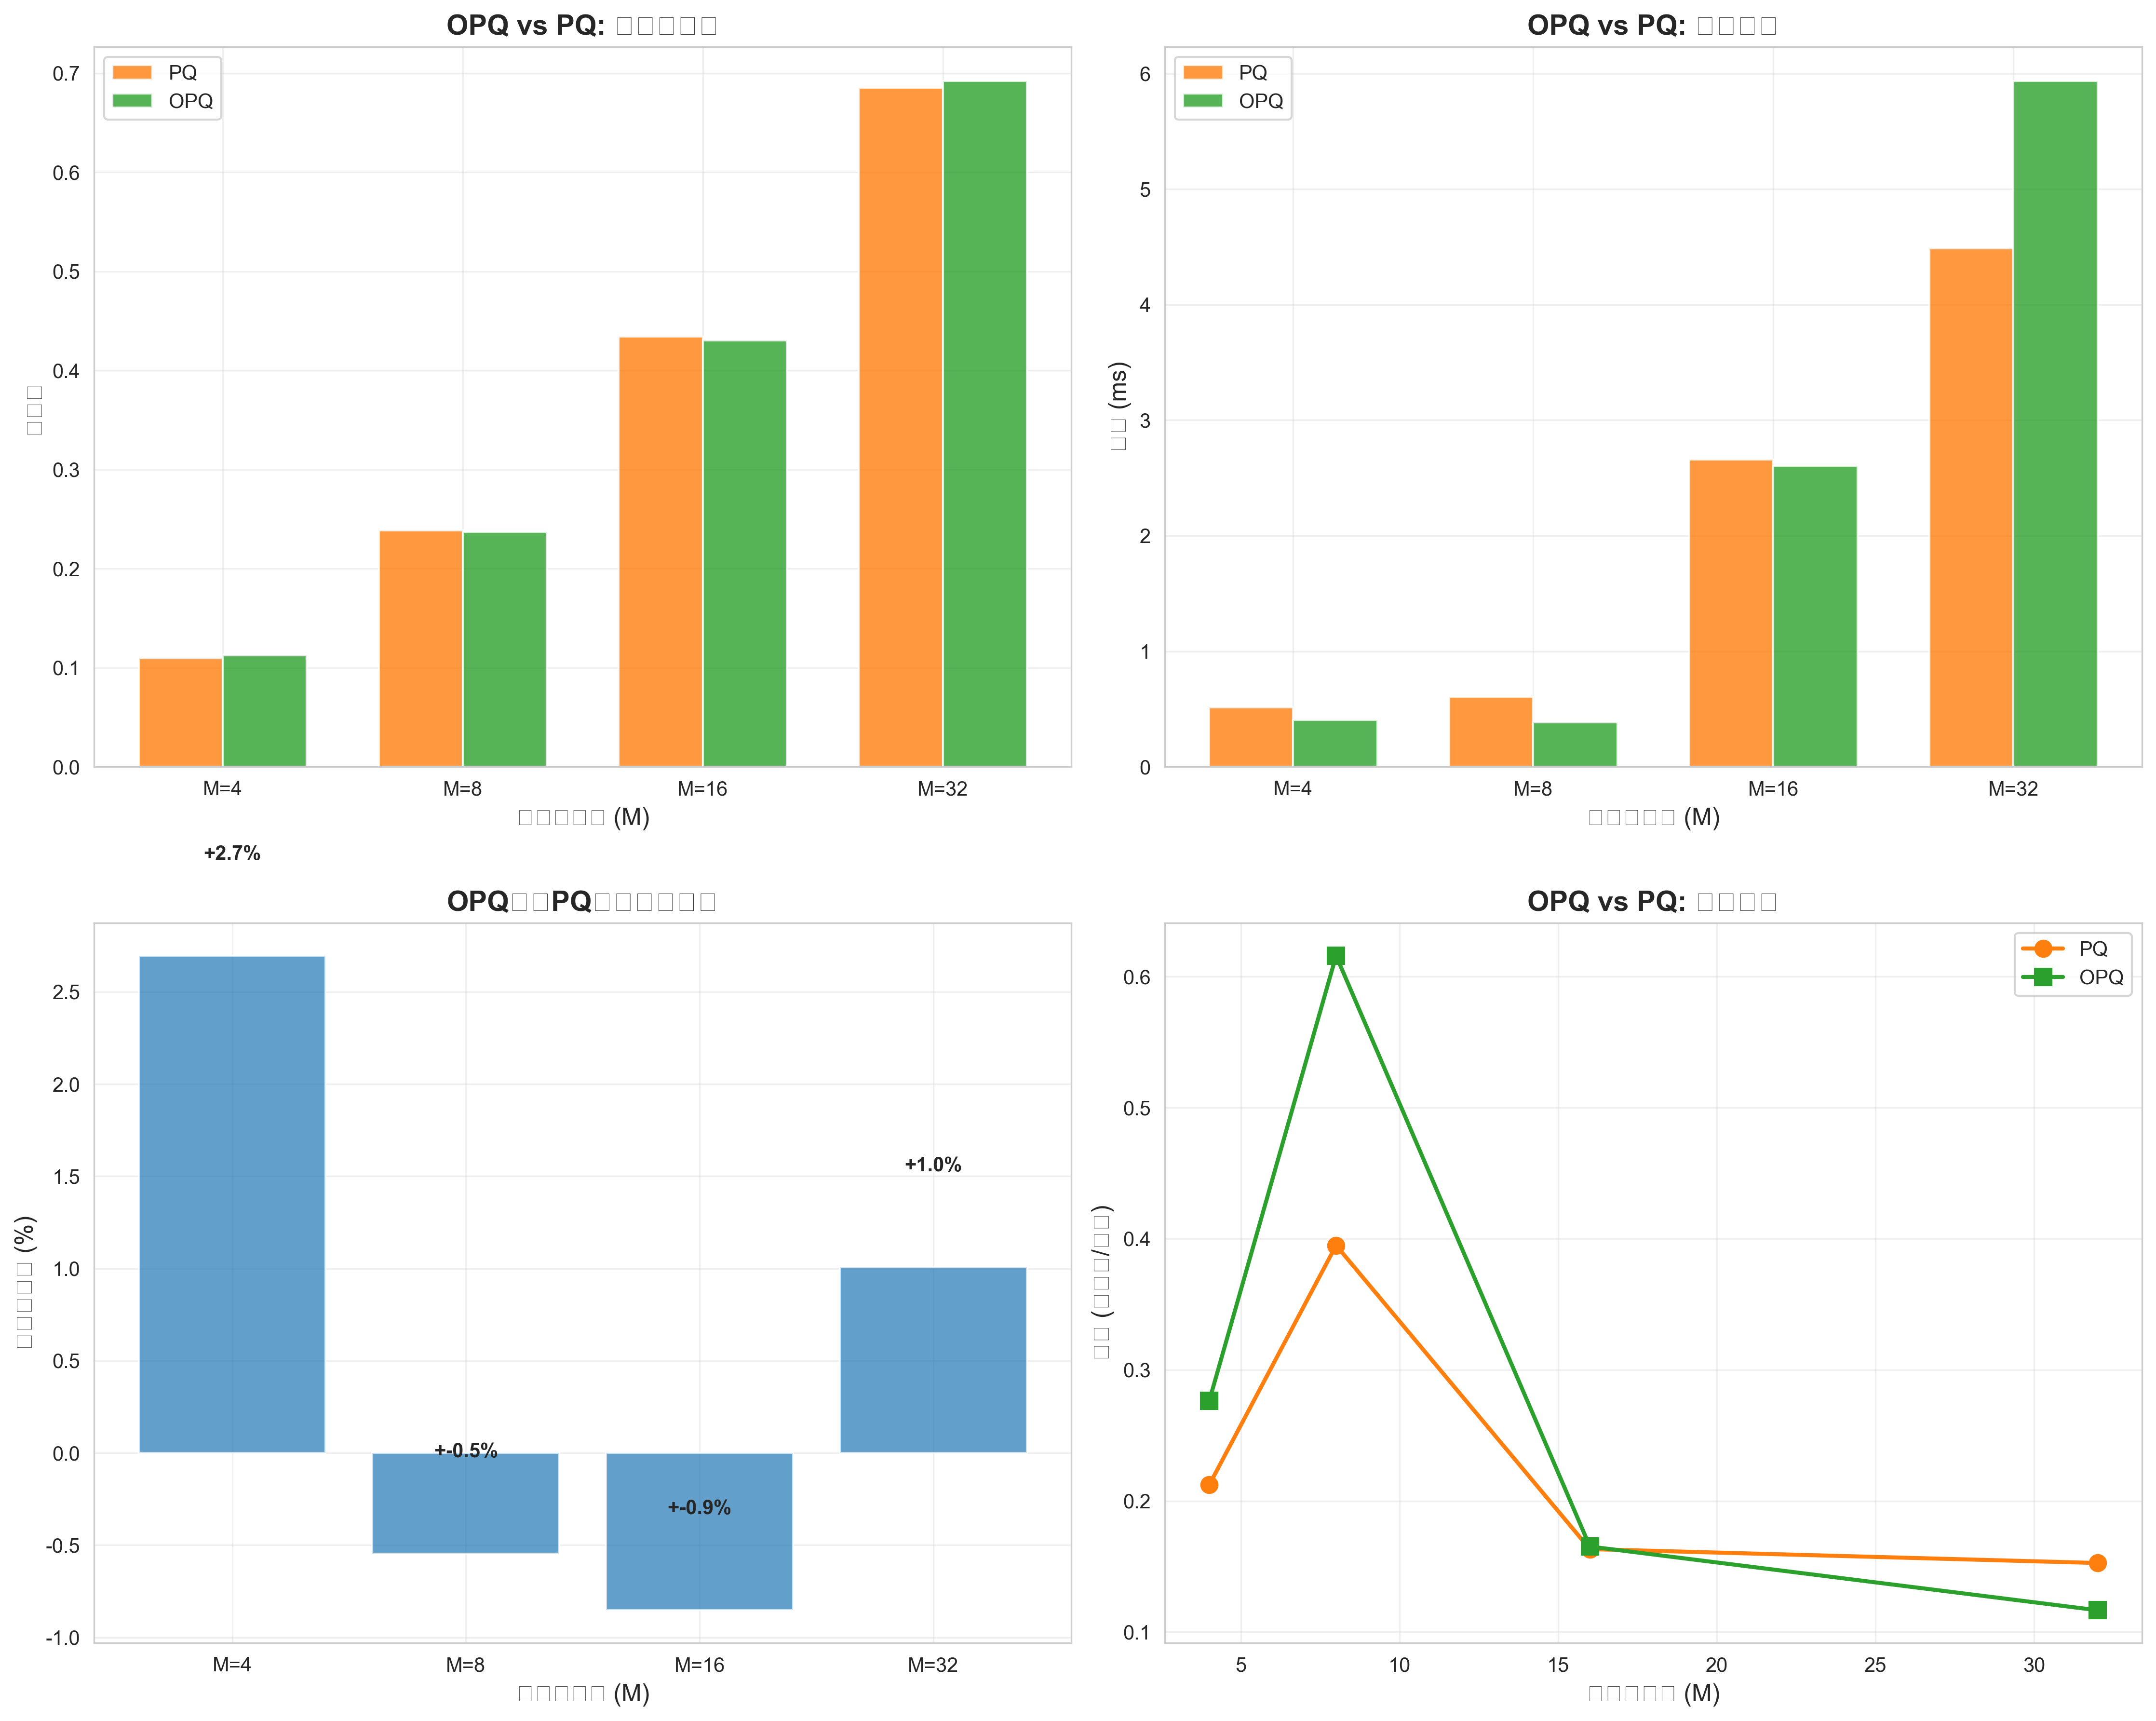 OPQ vs PQ:
PQ
OPQ
0.7
0.6
0.5
0.4
0.3
0.2
0.1
0.0
M=4 M=8 M=16 M=32
(M)
OPQ vs PQ:
PQ
OPQ
(ms)
6
5
4
3
2
1
0
M=4 M=8 M=16 M=32
(M)
+2.7%
OPQ PQ
(%)
2.5
2.0
1.5
1.0
0.5
0.0
-0.5
-1.0
+-0.5%
+-0.9%
+1.0%
M=4 M=8 M=16 M=32
(M)
OPQ vs PQ:
PQ
OPQ
( / )
0.6
0.5
0.4
0.3
0.2
0.1
5 10 15 20 25 30
(M)